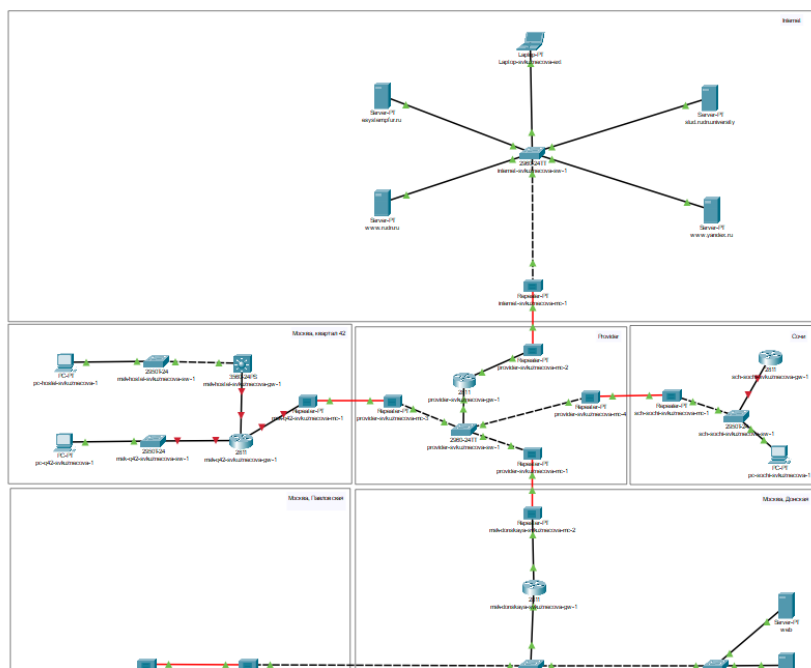 Internet
Laptop-PT
Laptop-svkuznecova-ext
Server-PT
esystempfur.ru
Server-PT
stud.rudn.university
2960-24TT
internet-svkuznecova-sw-1
Server-PT
www.rudn.ru
Server-PT
www.yandex.ru
Repeater-PT
internet-svkuznecova-mc-1
Москва, квартал 42
PC-PT
pc-hostel-svkuznecova-1
2950T-24
msk-hostel-svkuznecova-sw-1
3560-24PS
msk-hostel-svkuznecova-gw-1
Repeater-PT
msk-q42-svkuznecova-mc-1
PC-PT
pc-q42-svkuznecova-1
2950T-24
msk-q42-svkuznecova-sw-1
2811
msk-q42-svkuznecova-gw-1
Provider
Repeater-PT
provider-svkuznecova-mc-2
2811
provider-svkuznecova-gw-1
Repeater-PT
Repeater-PT
provider-svkuznecova-mc-4
2960-24TT
provider-svkuznecova-sw-1
Repeater-PT
provider-svkuznecova-mc-1
Сочи
2811
sch-sochi-svkuznecova-gw-1
Repeater-PT
sch-sochi-svkuznecova-mc-1
2950T-24
sch-sochi-svkuznecova-sw-1
PC-PT
pc-sochi-svkuznecova-1
Москва, Павловская
Москва, Донская
Repeater-PT
msk-donskaya-svkuznecova-mc-2
2811
msk-donskaya-svkuznecova-gw-1
Server-PT
web